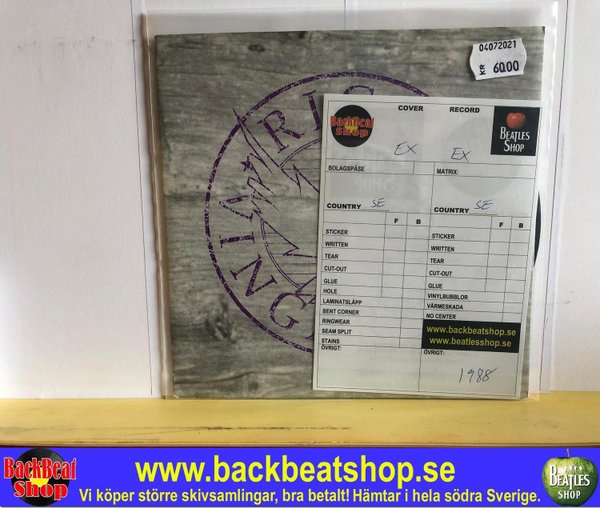 04072021
KR 60.00
RIC
NING
BackBeat
Shop
COVER
RECORD
BEATLES
SHOP
EX
EX
BOLAGSPÅSE
MATRIX:
COUNTRY SE
COUNTRY SE
F B
F B
STICKER
STICKER
WRITTEN
WRITTEN
TEAR
TEAR
CUT-OUT
CUT-OUT
GLUE
GLUE
HOLE
VINYLBUBBLOR
LAMINATSLÄPP
VÄRMESKADA
BENT CORNER
NO CENTER
RINGWEAR
www.backbeatshop.se
SEAM SPLIT
www.beatlesshop.se
STAINS
ÖVRIGT:
ÖVRIGT:
1988
BackBeat
Shop
www.backbeatshop.se
Vi köper större skivsamlingar, bra betalt! Hämtar i hela södra Sverige.
BEATLES
SHOP